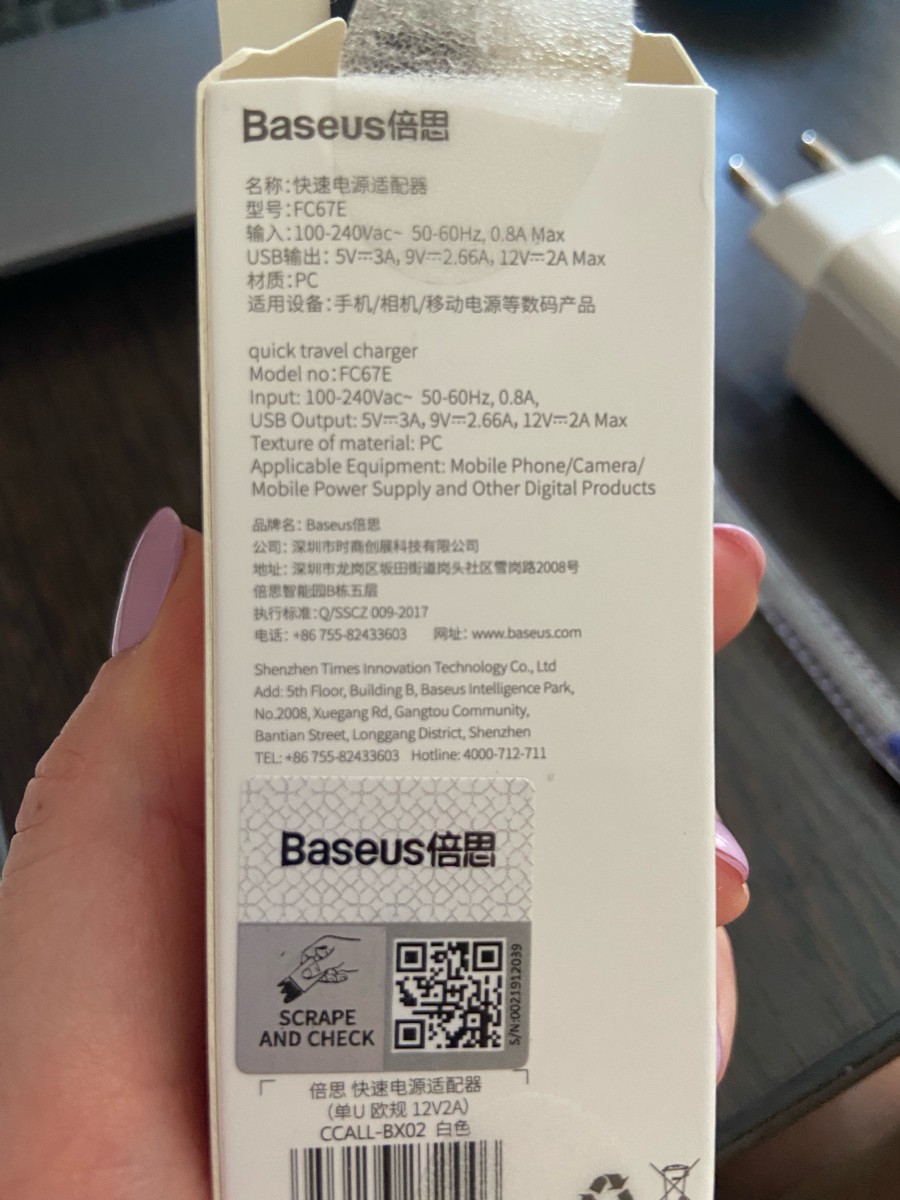 Baseus倍思
名称：快速电源适配器
型号：FC67E
输入：100-240Vac~ 50-60Hz, 0.8A Max
USB输出： 5V⎓3A, 9V⎓2.66A, 12V⎓2A Max
材质：PC
适用设备：手机/相机/移动电源等数码产品
quick travel charger
Model no：FC67E
Input: 100-240Vac~ 50-60Hz, 0.8A,
USB Output: 5V⎓3A, 9V⎓2.66A, 12V⎓2A Max
Texture of material: PC
Applicable Equipment: Mobile Phone/Camera/
Mobile Power Supply and Other Digital Products
品牌名：Baseus倍思
公司：深圳市时商创展科技有限公司
地址：深圳市龙岗区坂田街道岗头社区雪岗路2008号
倍思智能园B栋五层
执行标准：Q/SSCZ 009-2017
电话：+86 755-82433603 网址：www.baseus.com
Shenzhen Times Innovation Technology Co., Ltd
Add: 5th Floor, Building B, Baseus Intelligence Park,
No.2008, Xuegang Rd, Gangtou Community,
Bantian Street, Longgang District, Shenzhen
TEL: +86 755-82433603 Hotline: 4000-712-711
Baseus倍思
SCRAPE
AND CHECK
S/N:0021912039
倍思 快速电源适配器
（单U 欧规 12V2A）
CCALL-BX02 白色